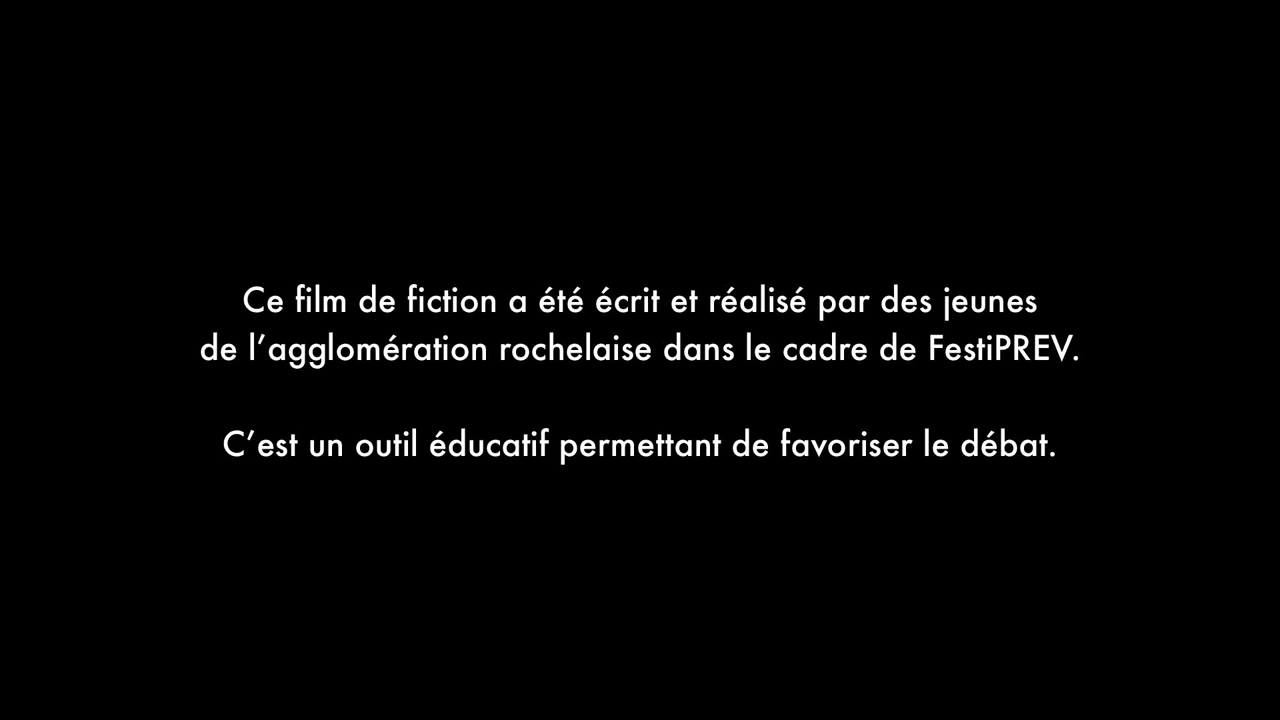 Ce film de fiction a été écrit et réalisé par des jeunes
de l’agglomération rochelaise dans le cadre de FestiPREV.
C’est un outil éducatif permettant de favoriser le débat.